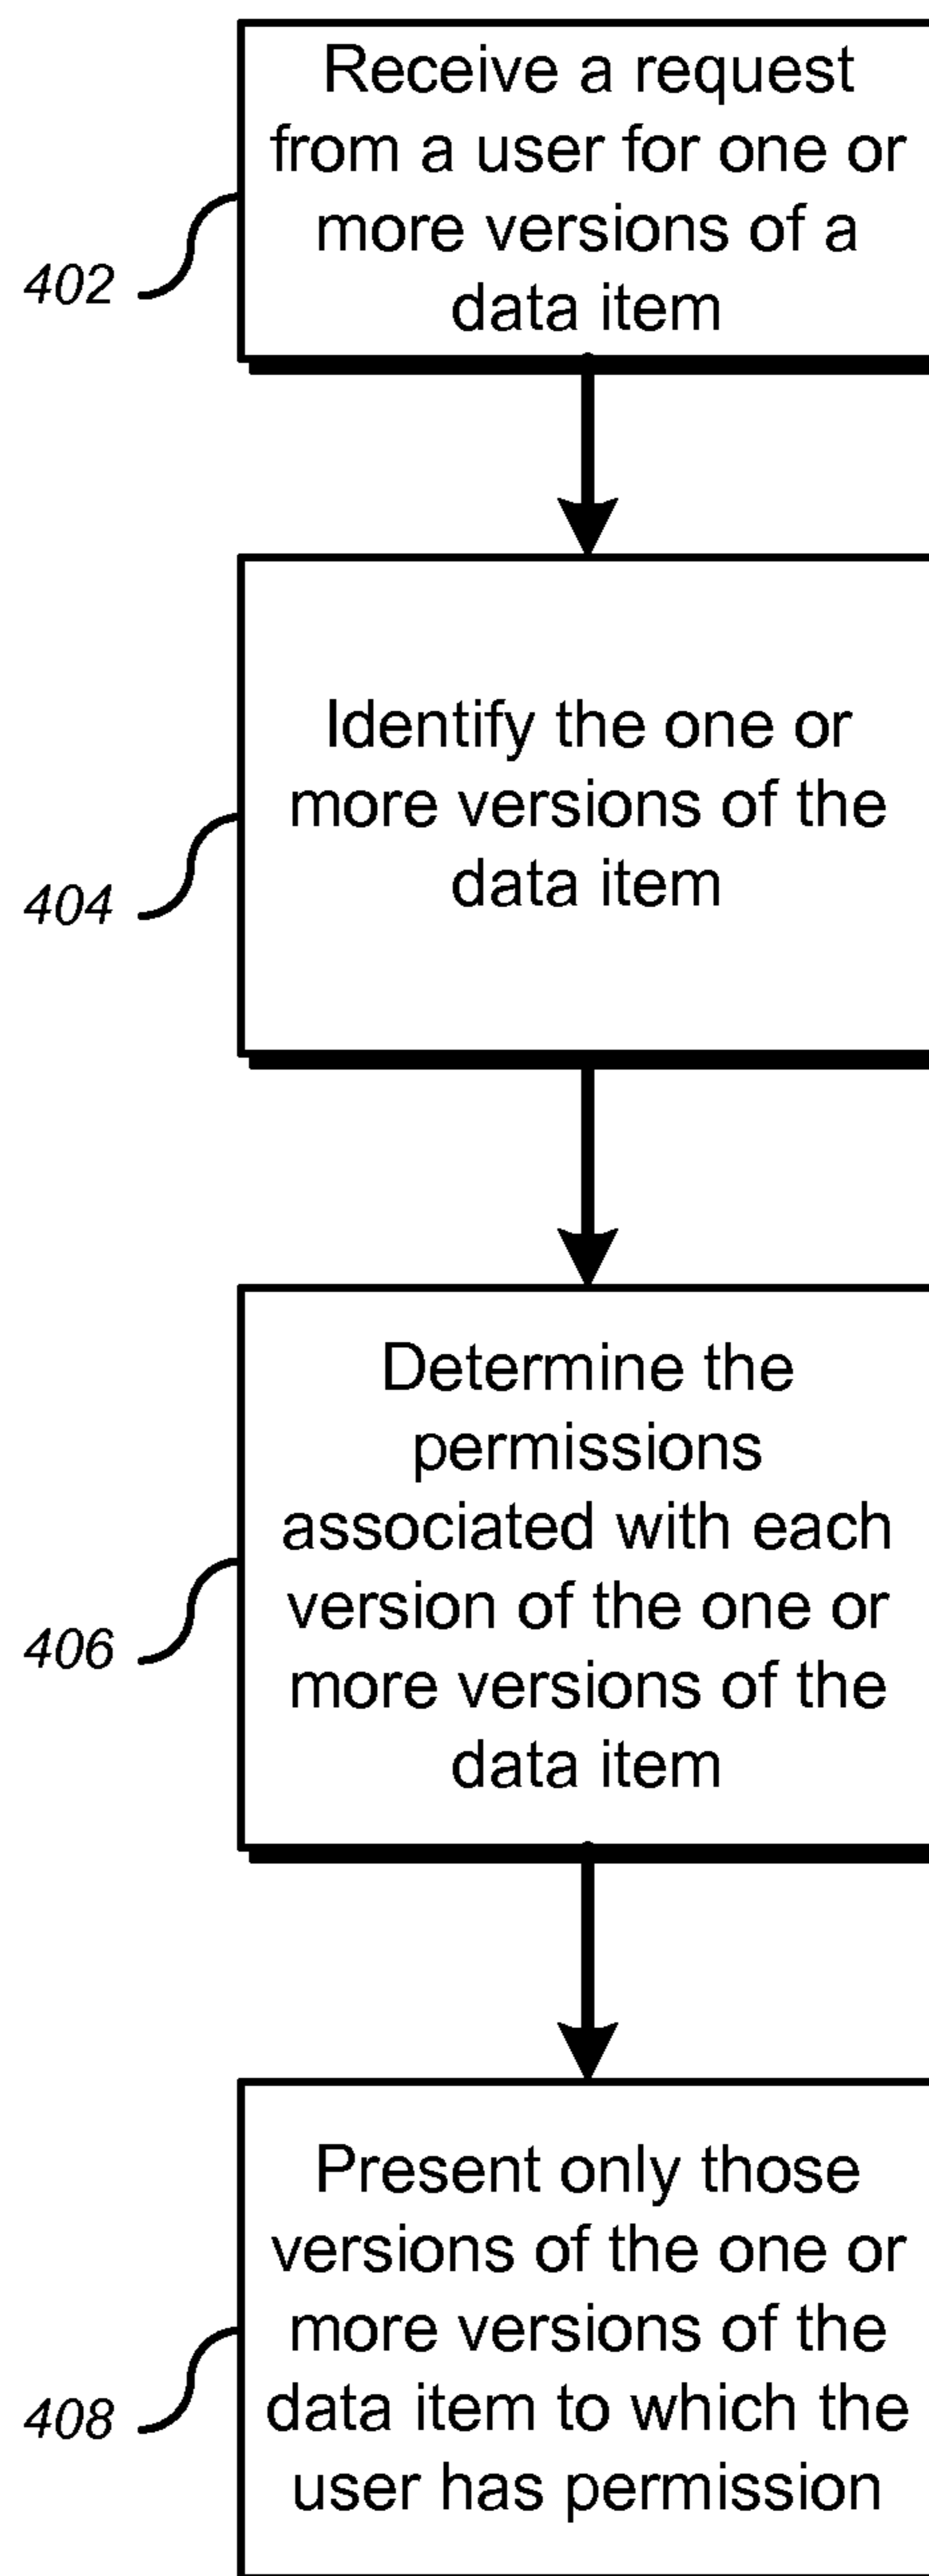 Receive a request
from a user for one or
more versions of a
data item
402
Identify the one or
more versions of the
data item
404
Determine the
permissions
associated with each
version of the one or
more versions of the
data item
406
Present only those
versions of the one or
more versions of the
data item to which the
user has permission
408